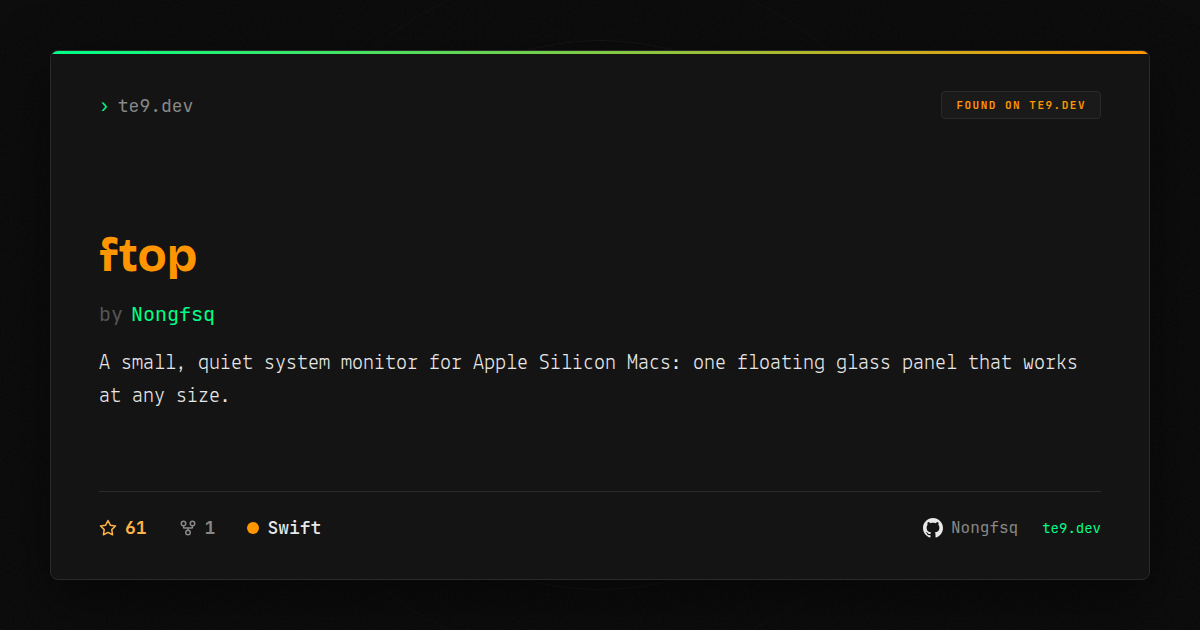 › te9.dev
FOUND ON TE9.DEV
ftop
by Nongfsq
A small, quiet system monitor for Apple Silicon Macs: one floating glass panel that works
at any size.
61 1 Swift
Nongfsq te9.dev